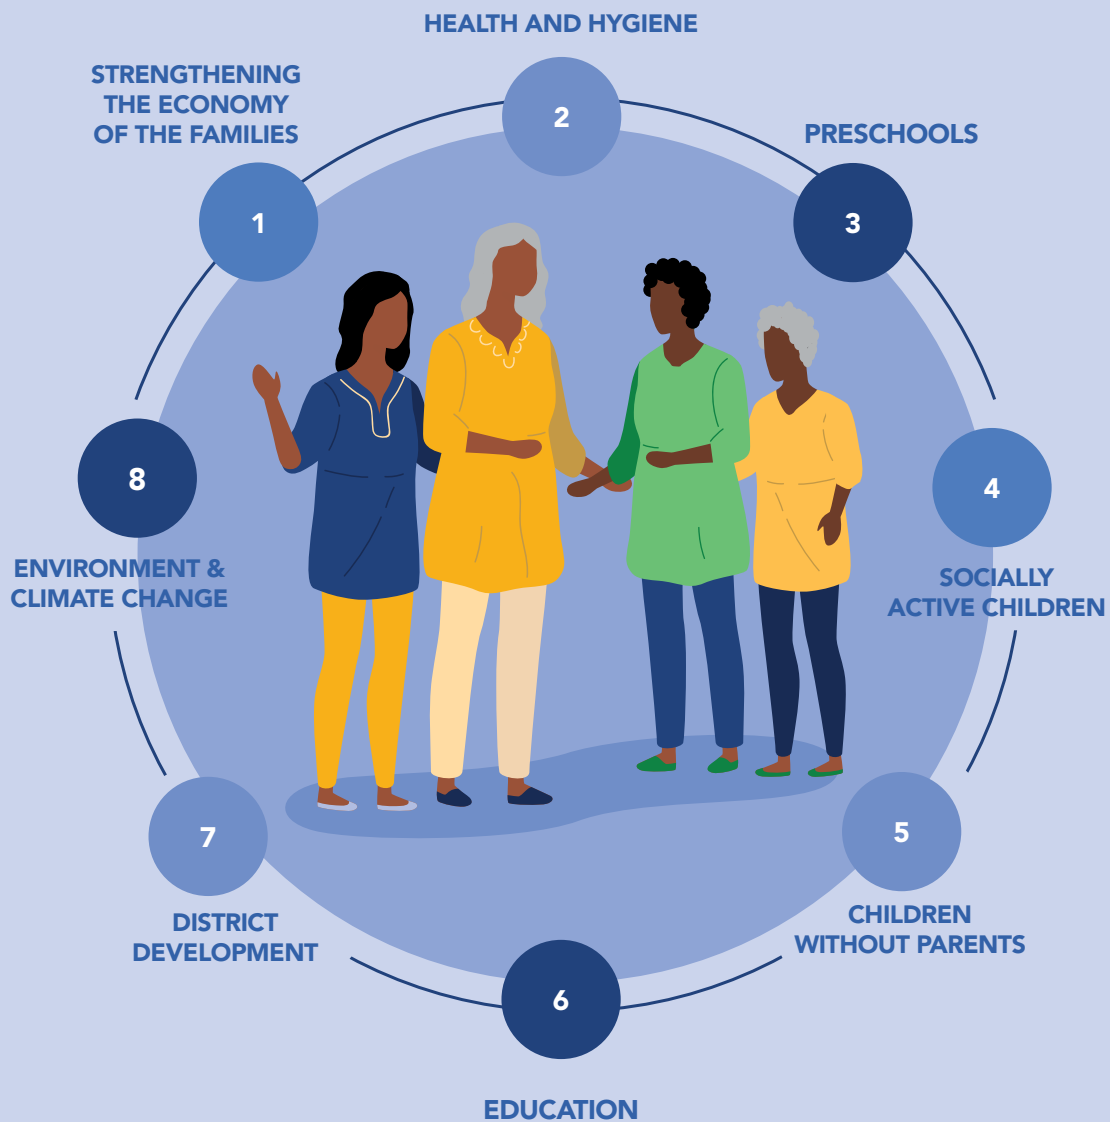 HEALTH AND HYGIENE
STRENGTHENING
THE ECONOMY
OF THE FAMILIES
2
PRESCHOOLS
1
3
8
4
ENVIRONMENT &
CLIMATE CHANGE
SOCIALLY
ACTIVE CHILDREN
7
5
DISTRICT
DEVELOPMENT
CHILDREN
WITHOUT PARENTS
6
EDUCATION